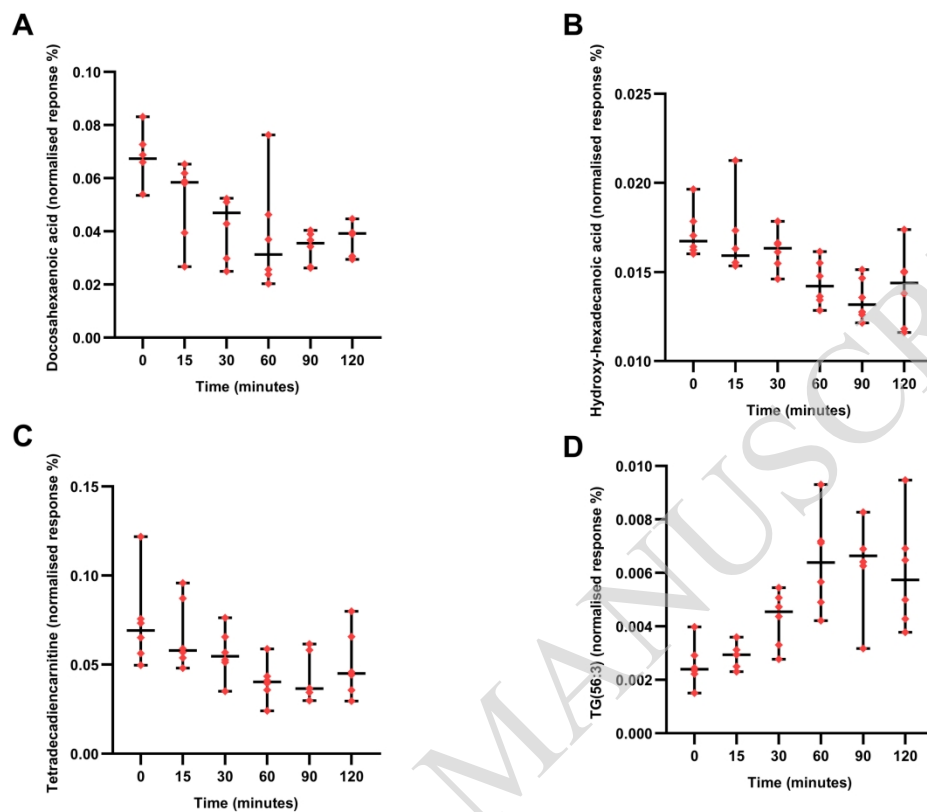 A
Docosahexaenoic acid (normalised reponse %)
0.10
0.08
0.06
0.04
0.02
0.00
0 15 30 60 90 120
Time (minutes)
B
Hydroxy-hexadecanoic acid (normalised response %)
0.025
0.020
0.015
0.010
0 15 30 60 90 120
Time (minutes)
C
Tetradecadiencarnitine (normalised response %)
0.15
0.10
0.05
0.00
0 15 30 60 90 120
Time (minutes)
D
TG(56:3) (normalised response %)
0.010
0.008
0.006
0.004
0.002
0.000
0 15 30 60 90 120
Time (minutes)
MANUSCR